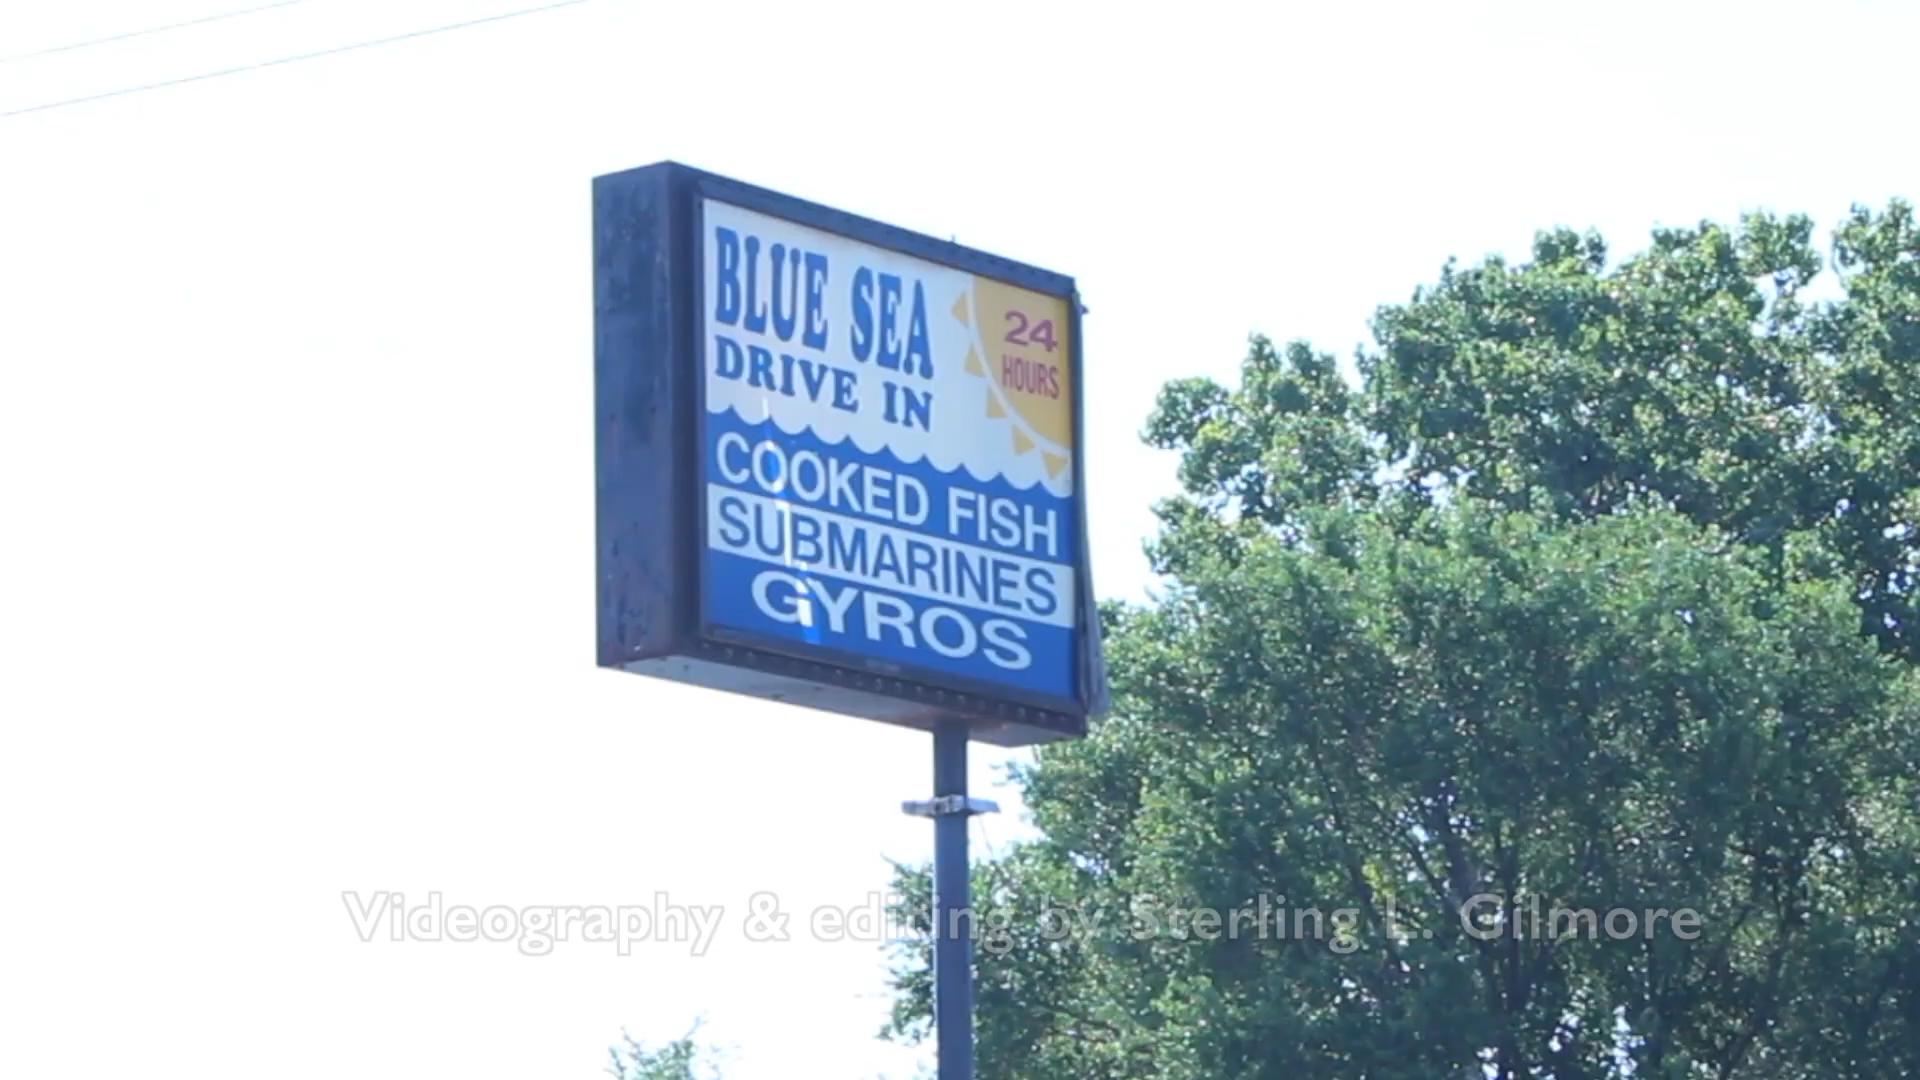 BLUE SEA
DRIVE IN
24
HOURS
COOKED FISH
SUBMARINES
GYROS
Videography & editing by Sterling L. Gilmore